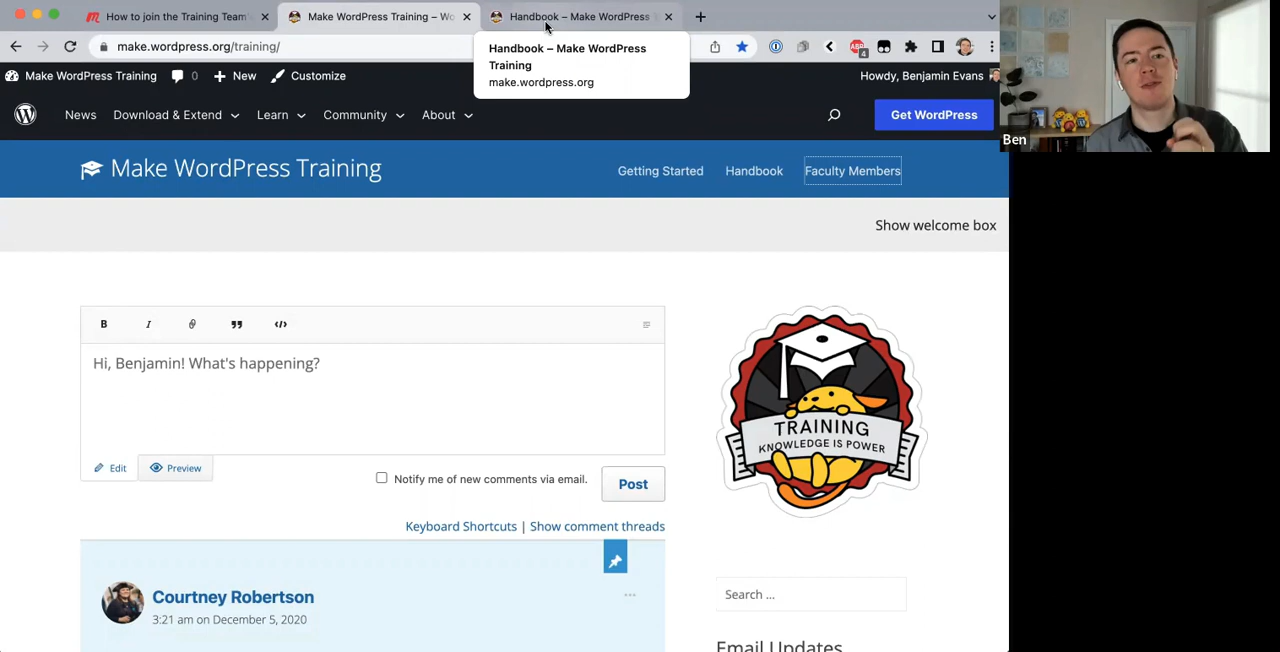 How to join the Training Team'
Make WordPress Training – Wo
Handbook – Make WordPress T
make.wordpress.org/training/
4
Handbook – Make WordPress
Training
make.wordpress.org
Make WordPress Training
0
New
Customize
Howdy, Benjamin Evans
News
Download & Extend
Learn
Community
About
Get WordPress
Make WordPress Training
Getting Started
Handbook
Faculty Members
Show welcome box
B I
Hi, Benjamin! What's happening?
Edit
Preview
Notify me of new comments via email.
Post
Keyboard Shortcuts | Show comment threads
Courtney Robertson
3:21 am on December 5, 2020
TRAINING
KNOWLEDGE IS POWER
Search ...
Email Updates
Ben